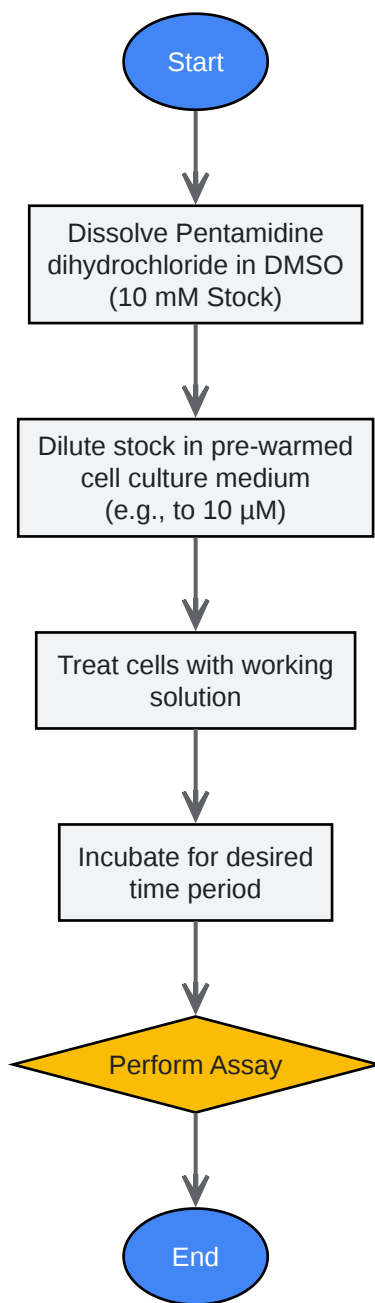 Start
Dissolve Pentamidine
dihydrochloride in DMSO
(10 mM Stock)
Dilute stock in pre-warmed
cell culture medium
(e.g., to 10 µM)
Treat cells with working
solution
Incubate for desired
time period
Perform Assay
End